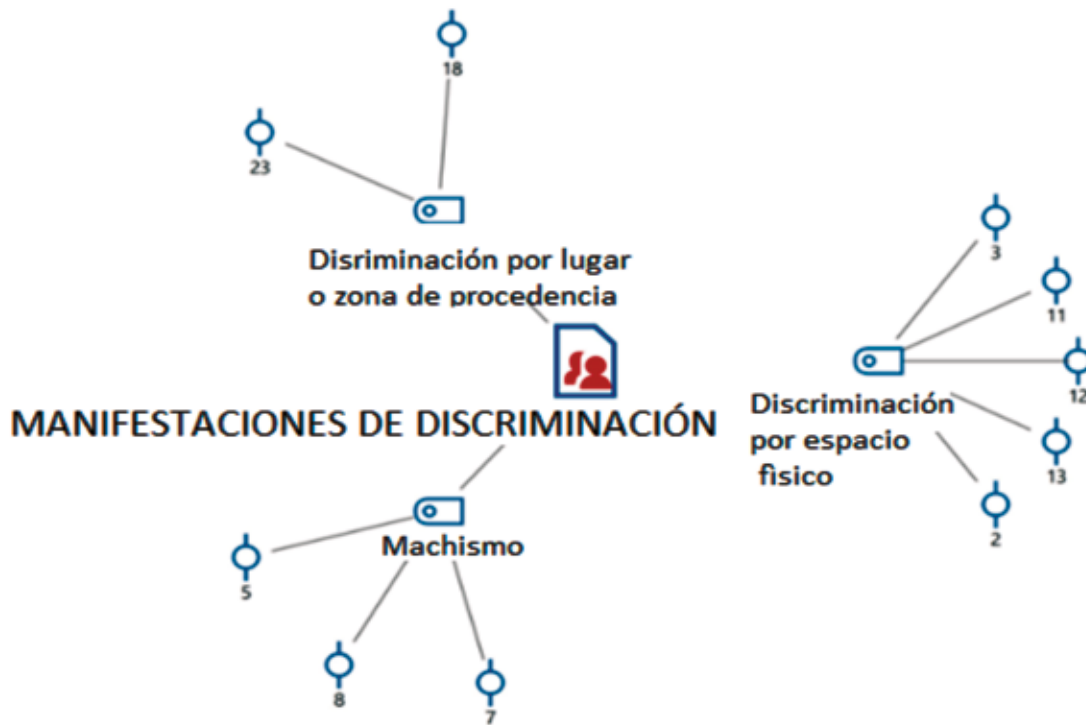 18
23
Disriminación por lugar
o zona de procedencia
3
11
12
MANIFESTACIONES DE DISCRIMINACIÓN
Discriminación
por espacio
fìsico
13
2
Machismo
5
8
7